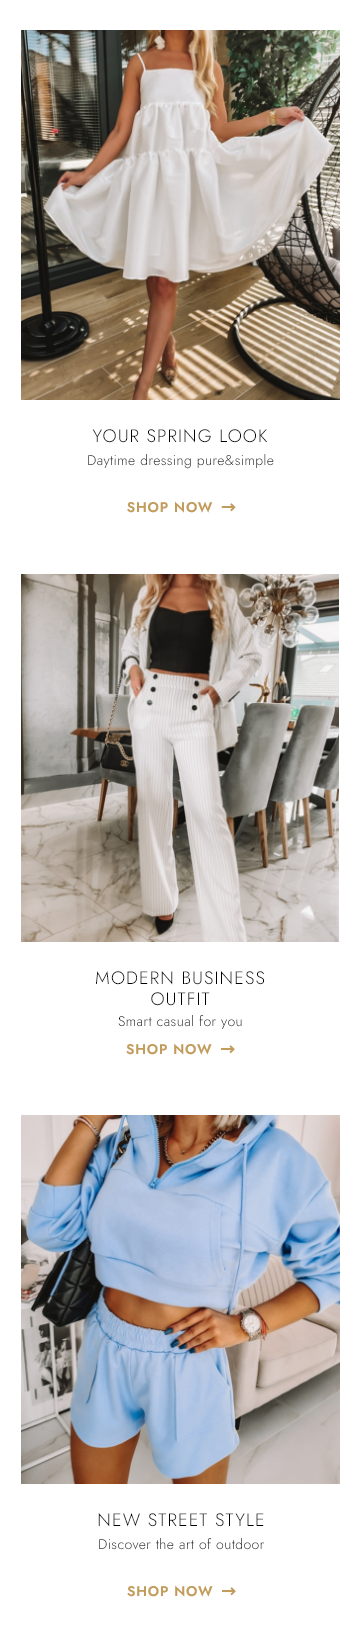 YOUR SPRING LOOK
Daytime dressing pure&simple
SHOP NOW →
MODERN BUSINESS
OUTFIT
Smart casual for you
SHOP NOW →
NEW STREET STYLE
Discover the art of outdoor
SHOP NOW →